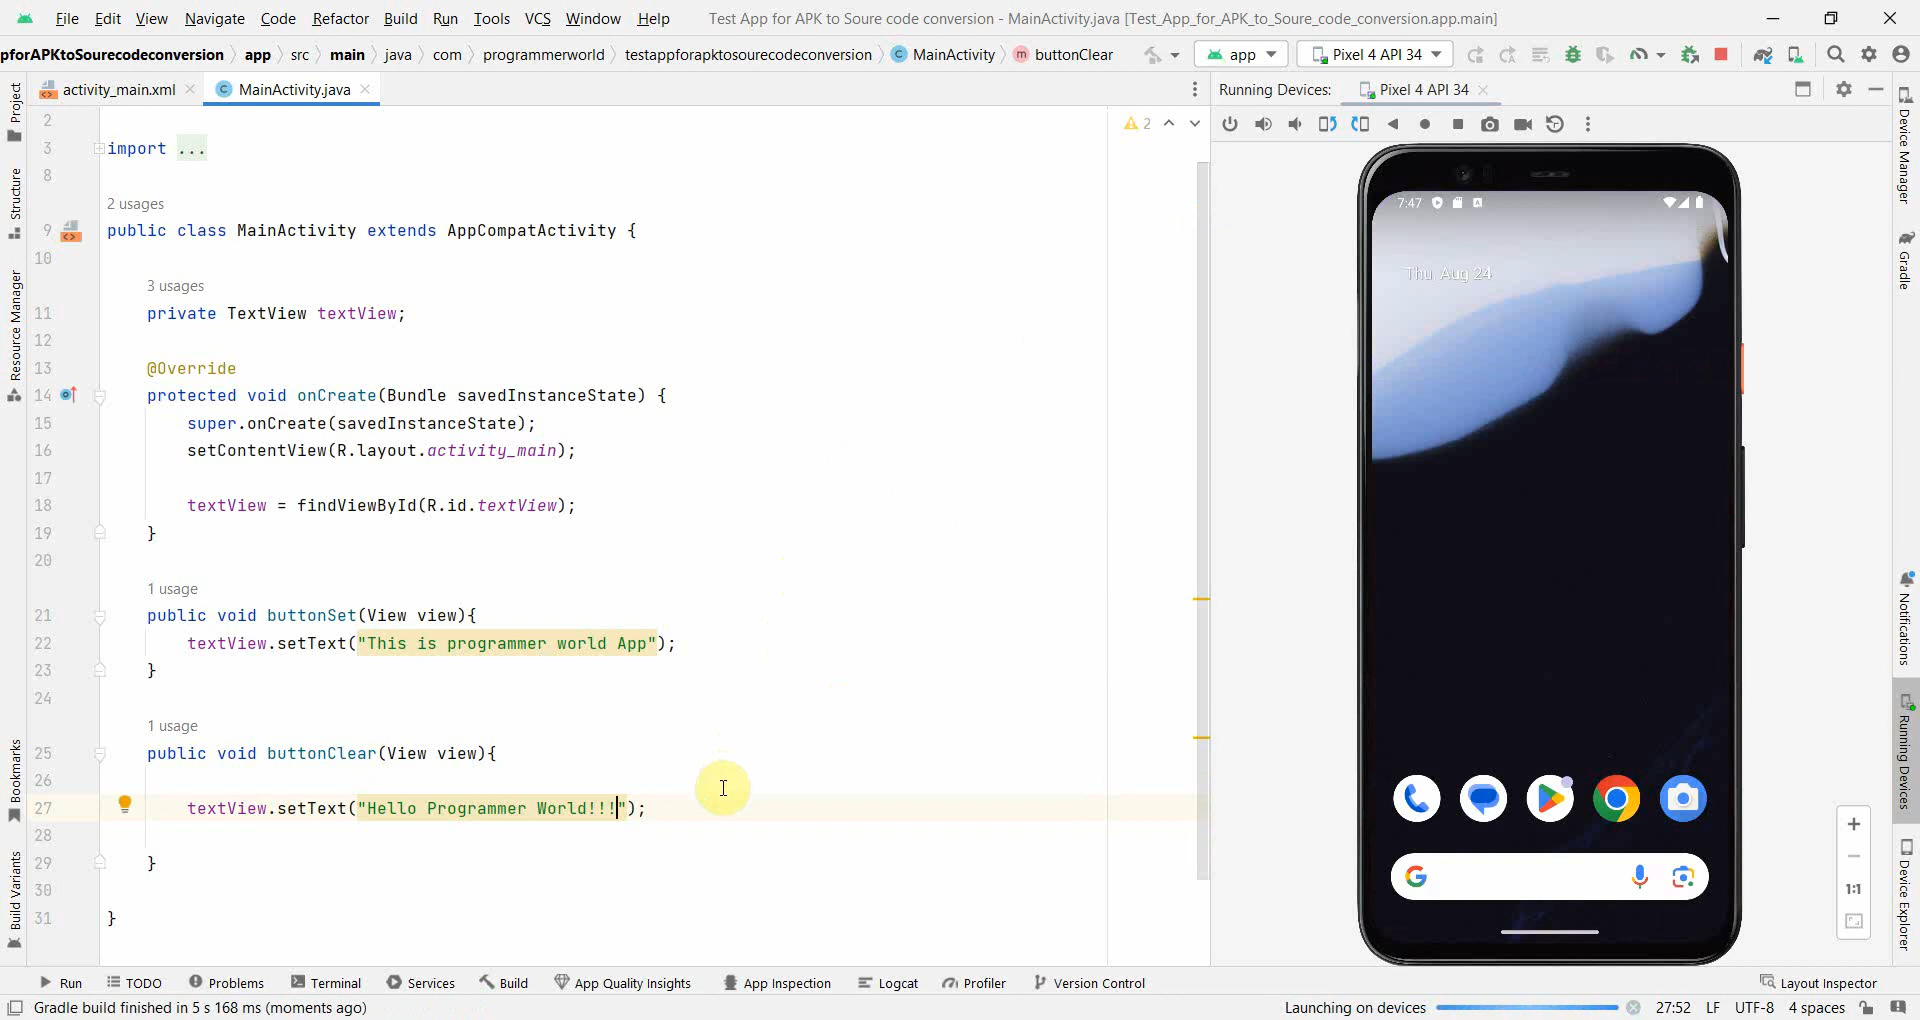 File Edit View Navigate Code Refactor Build Run Tools VCS Window Help Test App for APK to Soure code conversion - MainActivity.java [Test_App_for_APK_to_Soure_code_conversion.app.main]
pforAPKtoSourecodeconversion app src main java com programmerworld testappforapktosourecodeconversion MainActivity buttonClear app Pixel 4 API 34
activity_main.xml MainActivity.java Running Devices: Pixel 4 API 34
2
2
3 import ...
8
2 usages
9 public class MainActivity extends AppCompatActivity {
10
3 usages
11 private TextView textView;
12
13 @Override
14 protected void onCreate(Bundle savedInstanceState) {
15 super.onCreate(savedInstanceState);
16 setContentView(R.layout.activity_main);
17
18 textView = findViewById(R.id.textView);
19 }
20
1 usage
21 public void buttonSet(View view){
22 textView.setText("This is programmer world App");
23 }
24
1 usage
25 public void buttonClear(View view){
26
27 textView.setText("Hello Programmer World!!!");
28
29 }
30
31 }
Project
Structure
Resource Manager
Bookmarks
Build Variants
7:47
Thu, Aug 24
1:1
Device Manager
Gradle
Notifications
Running Devices
Device Explorer
Run TODO Problems Terminal Services Build App Quality Insights App Inspection Logcat Profiler Version Control Layout Inspector
Gradle build finished in 5 s 168 ms (moments ago) Launching on devices 27:52 LF UTF-8 4 spaces